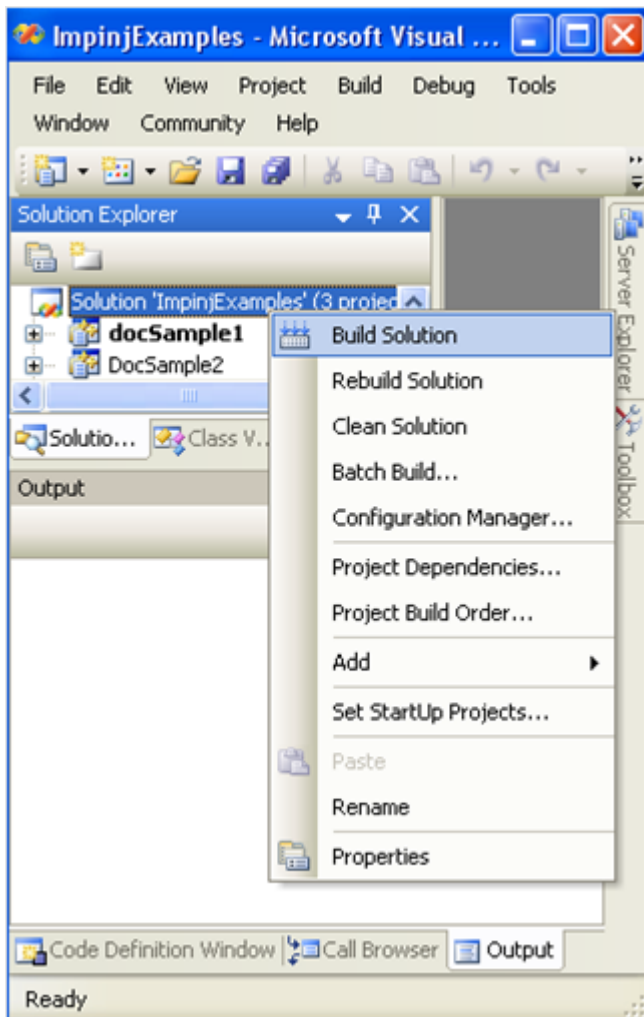 ImpinjExamples - Microsoft Visual ...
File Edit View Project Build Debug Tools
Window Community Help
Solution Explorer
Solution 'ImpinjExamples' (3 projec
docSample1
DocSample2
Solutio... Class V...
Output
Build Solution
Rebuild Solution
Clean Solution
Batch Build...
Configuration Manager...
Project Dependencies...
Project Build Order...
Add
Set StartUp Projects...
Paste
Rename
Properties
Server Explorer
Toolbox
Code Definition Window Call Browser Output
Ready